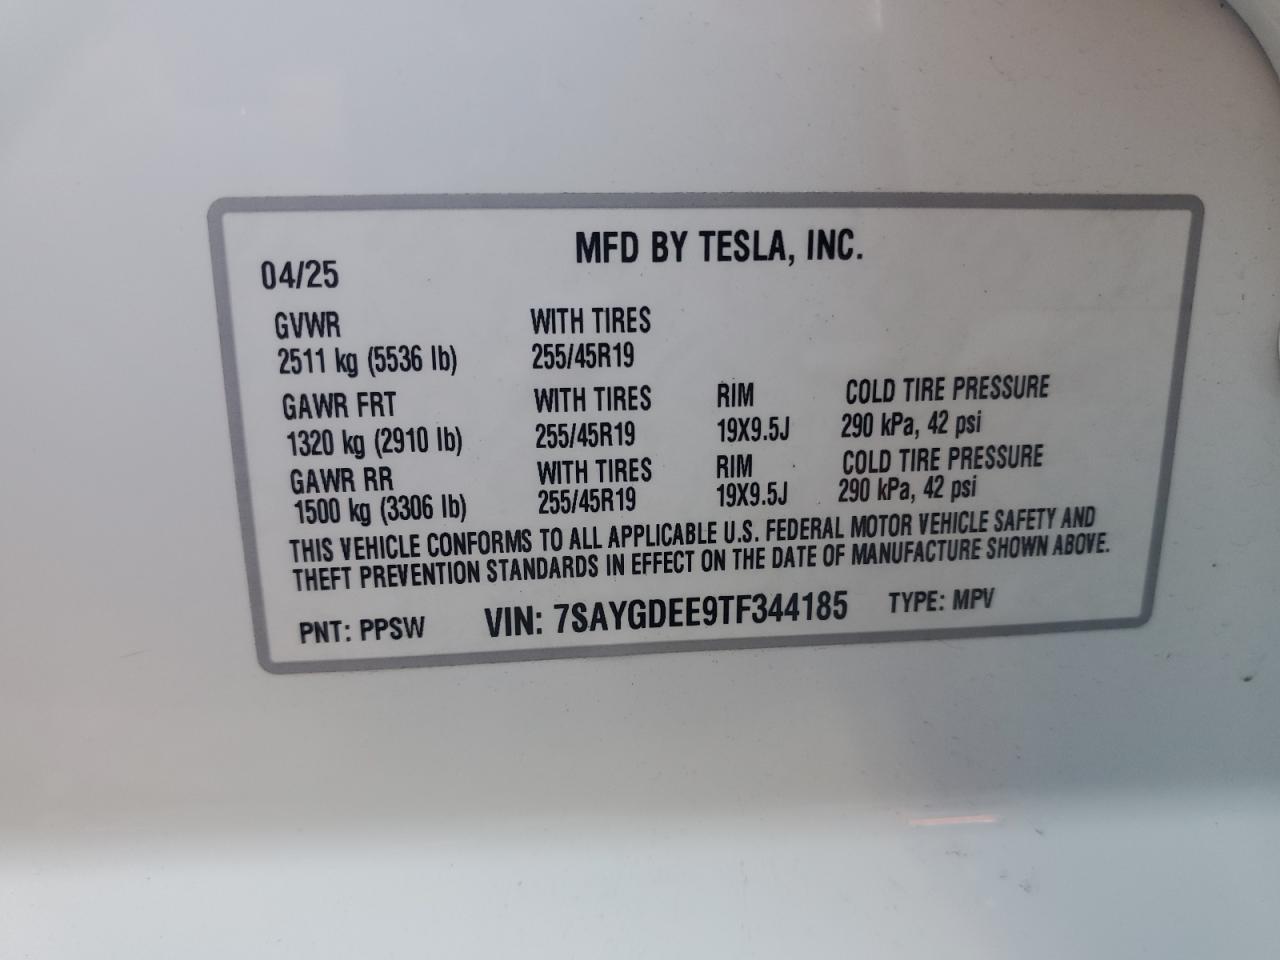 MFD BY TESLA, INC.
04/25
GVWR WITH TIRES
2511 kg (5536 lb) 255/45R19
GAWR FRT WITH TIRES RIM COLD TIRE PRESSURE
1320 kg (2910 lb) 255/45R19 19X9.5J 290 kPa, 42 psi
GAWR RR WITH TIRES RIM COLD TIRE PRESSURE
1500 kg (3306 lb) 255/45R19 19X9.5J 290 kPa, 42 psi
THIS VEHICLE CONFORMS TO ALL APPLICABLE U.S. FEDERAL MOTOR VEHICLE SAFETY AND
THEFT PREVENTION STANDARDS IN EFFECT ON THE DATE OF MANUFACTURE SHOWN ABOVE.
PNT: PPSW VIN: 7SAYGDEE9TF344185 TYPE: MPV